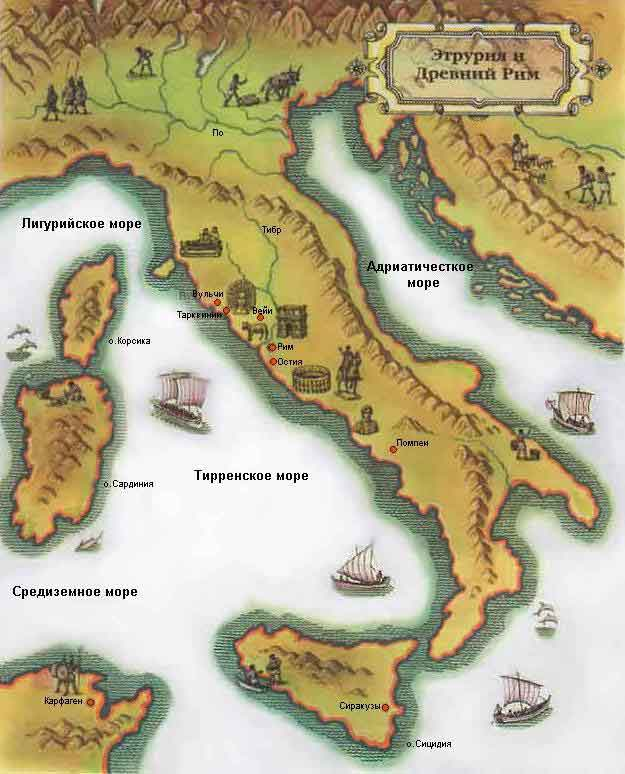 Этрурия и
Древний Рим
По
Лигурийское море
Тибр
Адриатичесткое
море
Вульчи
Тарквинии
Вейи
о.Корсика
Рим
Остия
Помпеи
Тирренское море
о.Сардиния
Средиземное море
Карфаген
Сиракузы
о.Сицидия